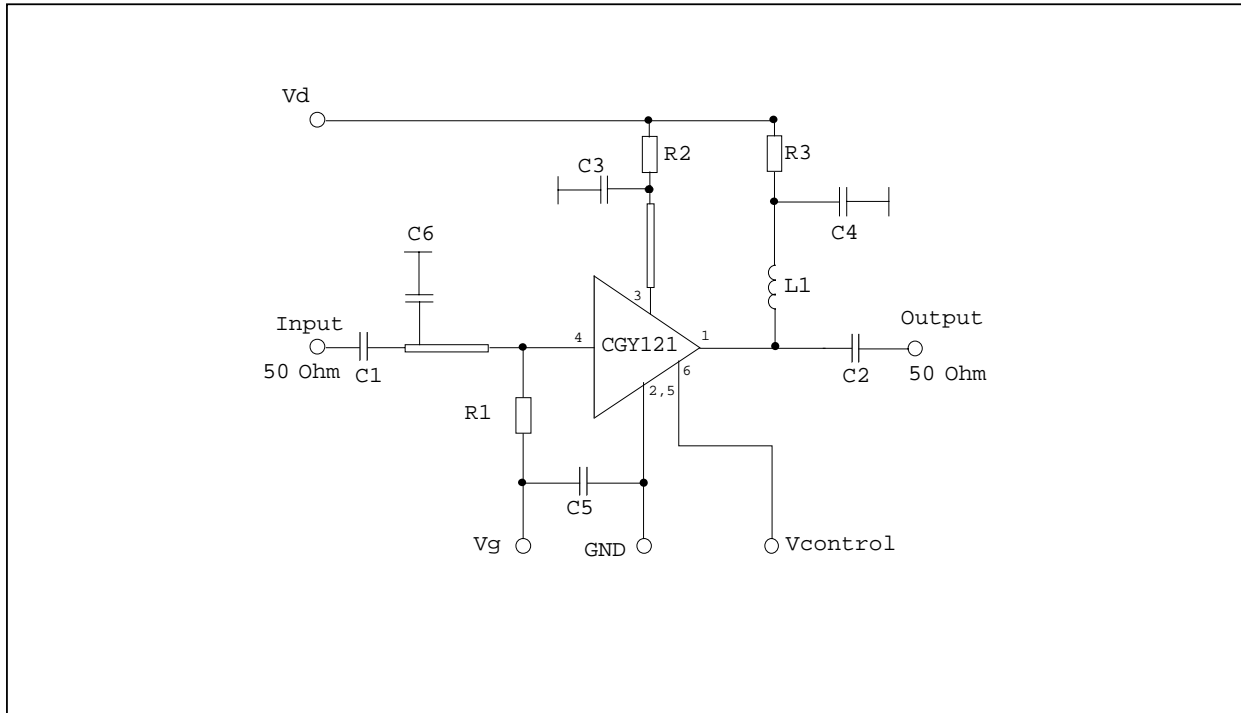 Vd
R2
R3
C3
C4
C6
L1
3
Input
Output
4
CGY121
1
50 Ohm
C1
6
C2
50 Ohm
2,5
R1
C5
Vg
GND
Vcontrol